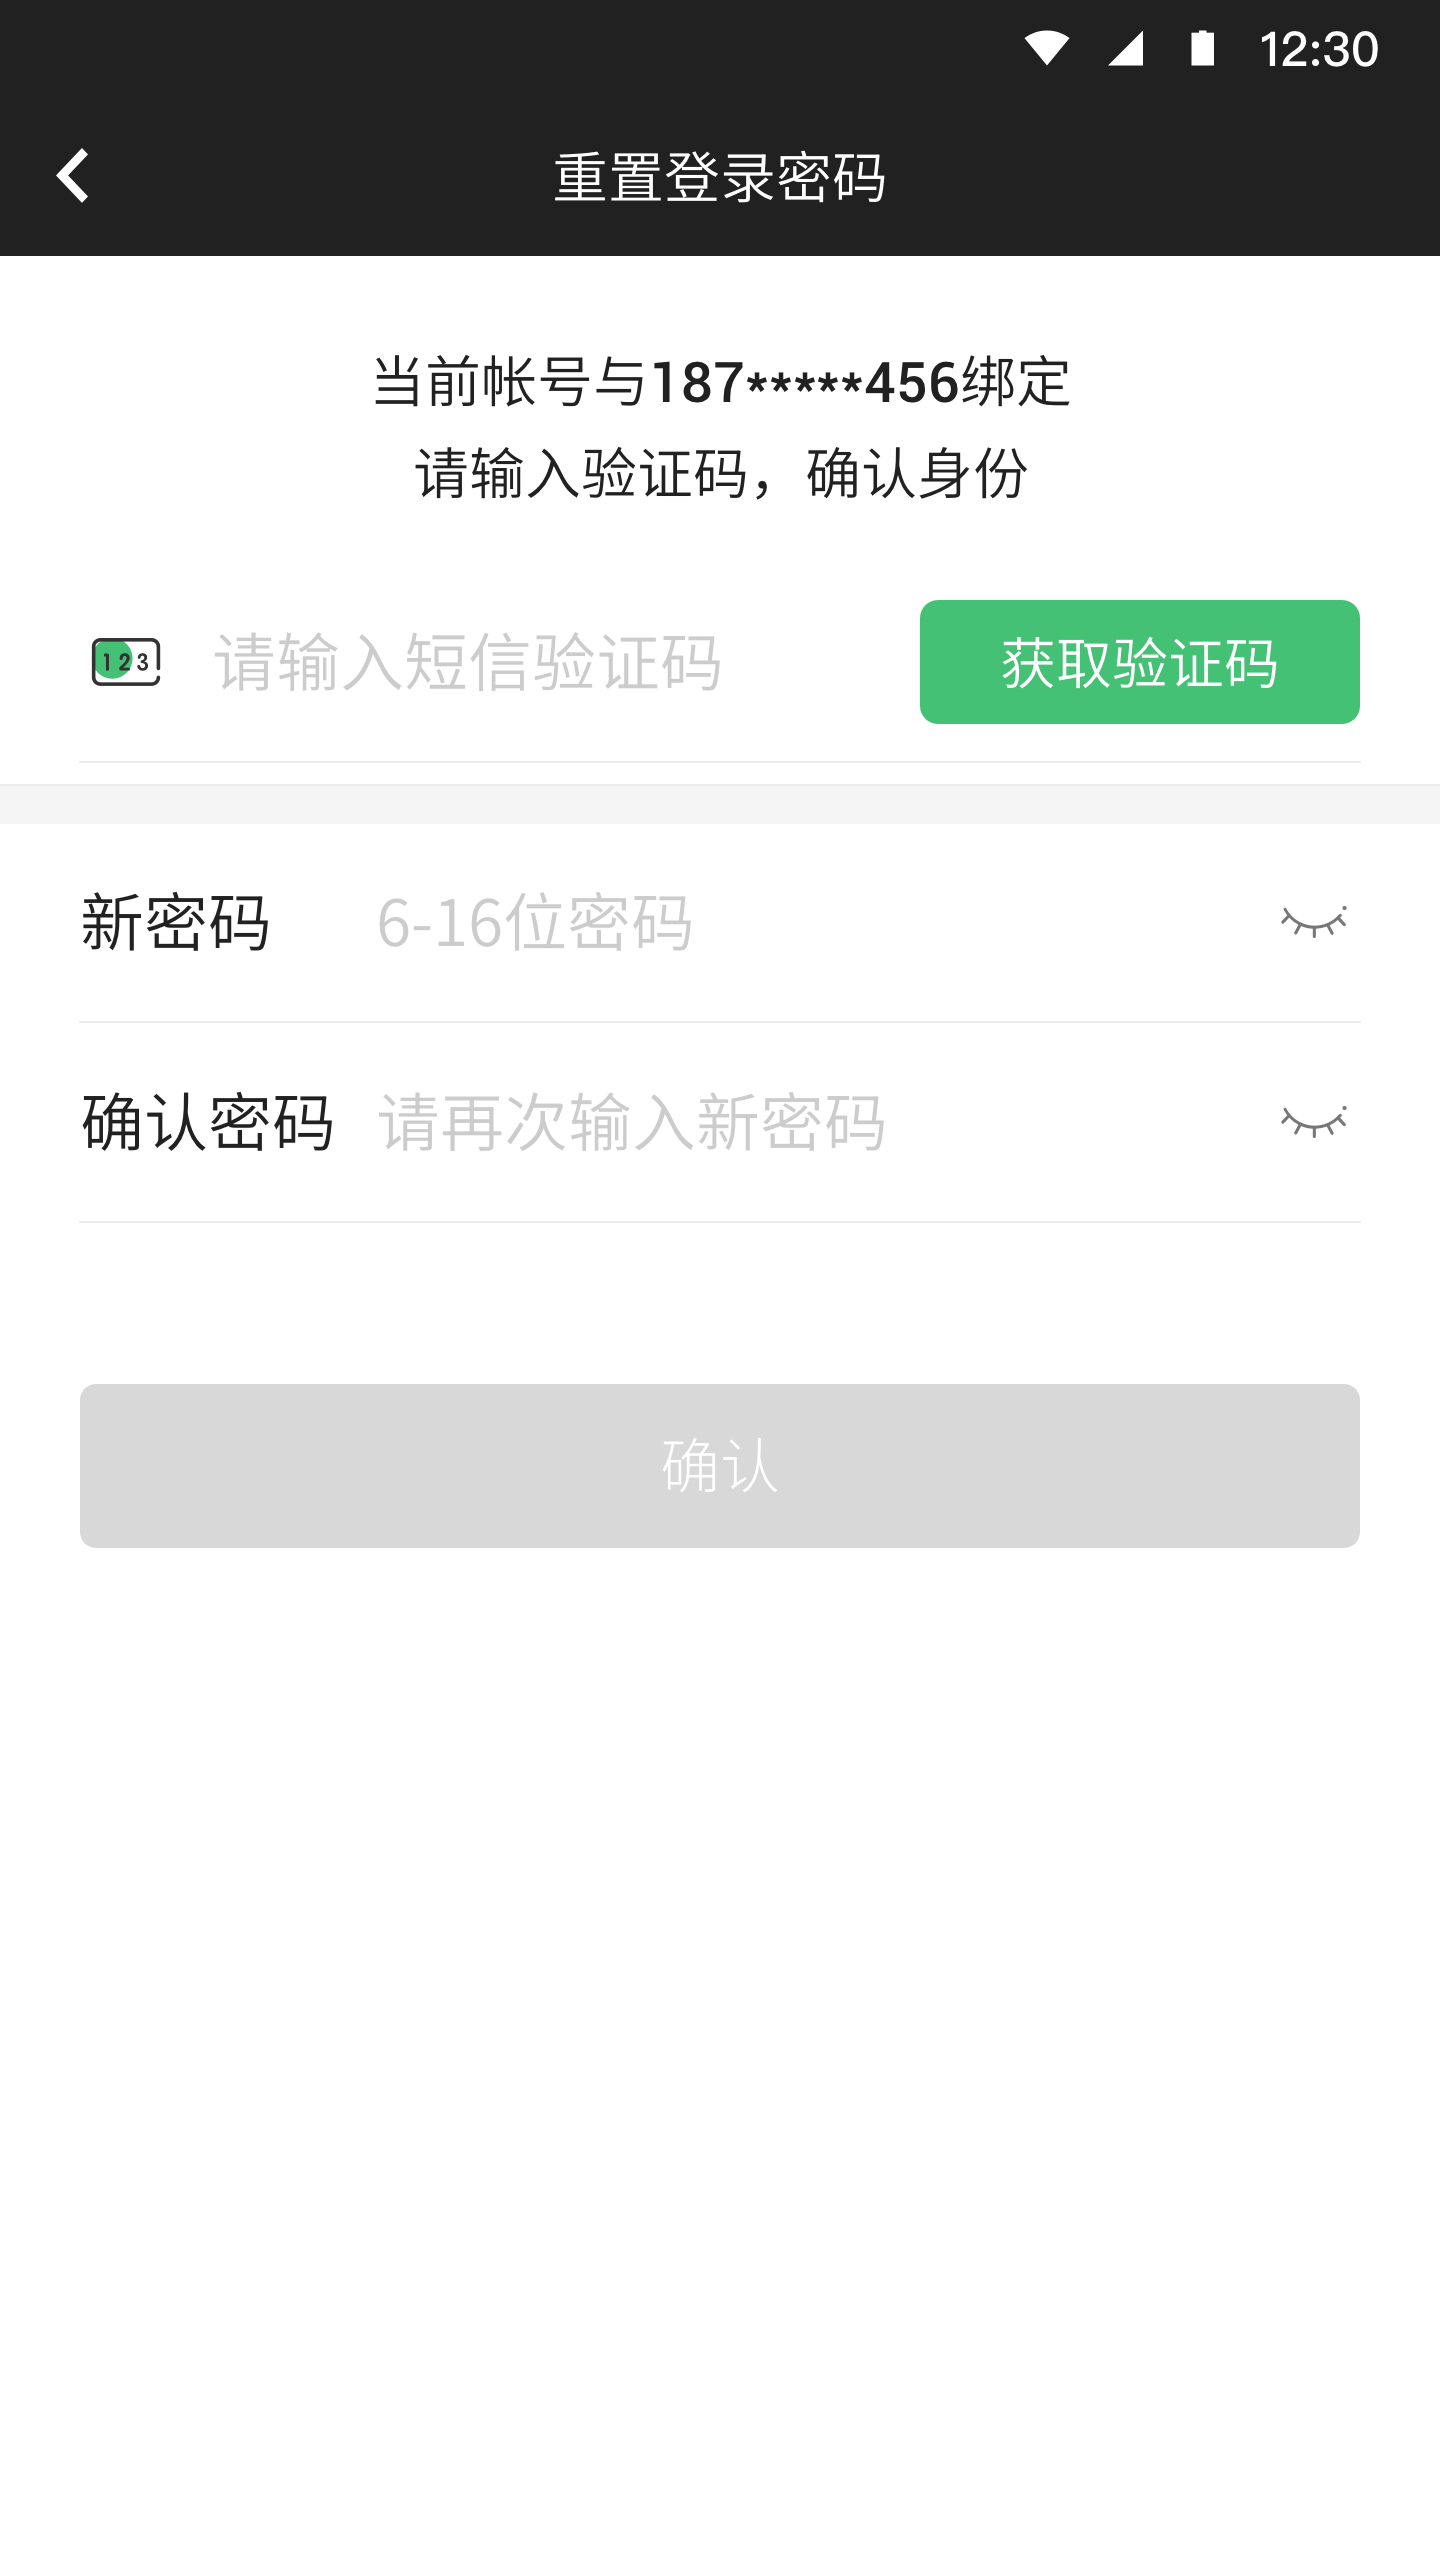 12:30
重置登录密码
当前帐号与187*****456绑定
请输入验证码，确认身份
123 请输入短信验证码 获取验证码
新密码 6-16位密码
确认密码 请再次输入新密码
确认